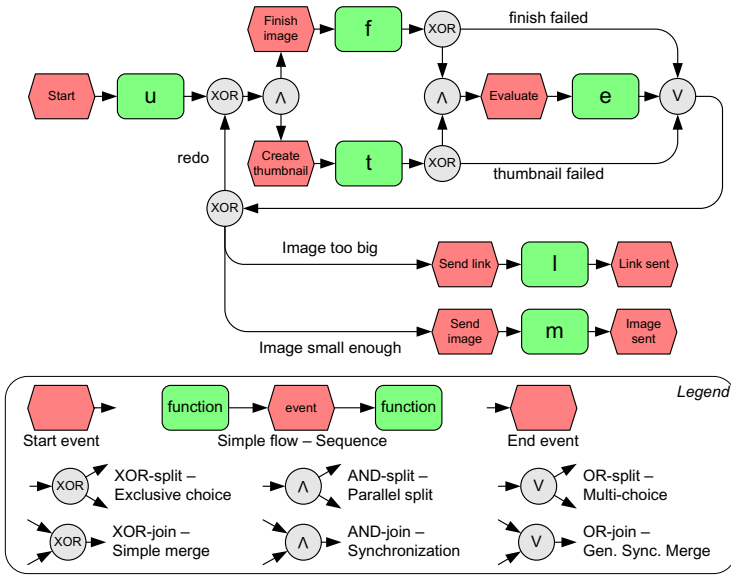 Finish
image
f
XOR
finish failed
Start
u
XOR
Λ
Λ
Evaluate
e
V
redo
Create
thumbnail
t
XOR
thumbnail failed
XOR
Image too big
Send link
l
Link sent
Image small enough
Send
image
m
Image
sent
Legend
function
event
function
Start event
Simple flow – Sequence
End event
XOR
XOR-split –
Exclusive choice
Λ
AND-split –
Parallel split
V
OR-split –
Multi-choice
XOR
XOR-join –
Simple merge
Λ
AND-join –
Synchronization
V
OR-join –
Gen. Sync. Merge